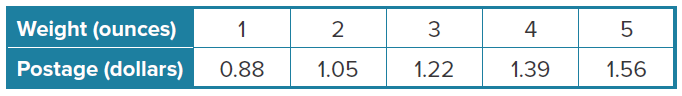 Weight (ounces) 1 2 3 4 5
Postage (dollars) 0.88 1.05 1.22 1.39 1.56